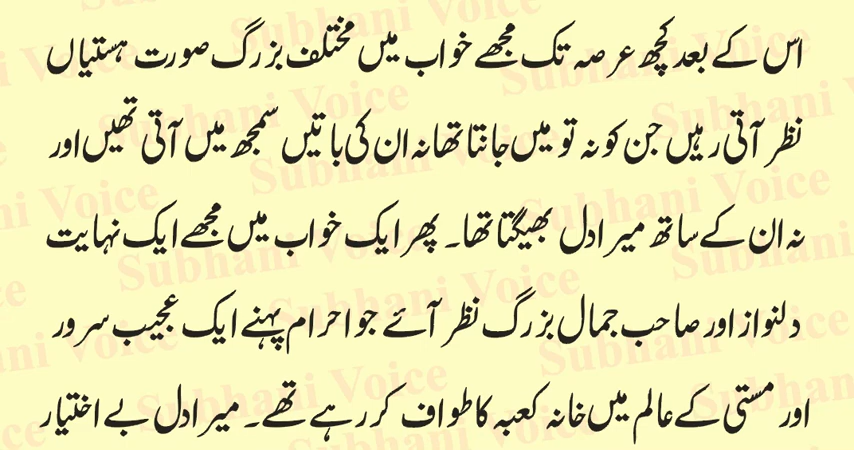 اس کے بعد کچھ عرصہ تک مجھے خواب میں مختلف بزرگ صورت ہستیاں
نظر آتی رہیں جن کو نہ تو میں جانتا تھا نہ ان کی باتیں سمجھ میں آتی تھیں اور
نہ ان کے ساتھ میرا دل بھیگتا تھا۔ پھر ایک خواب میں مجھے ایک نہایت
دلنواز اور صاحب جمال بزرگ نظر آئے جو احرام پہنے ایک عجیب سرور
اور مستی کے عالم میں خانہ کعبہ کا طواف کر رہے تھے۔ میرا دل بے اختیار
Subhani Voice